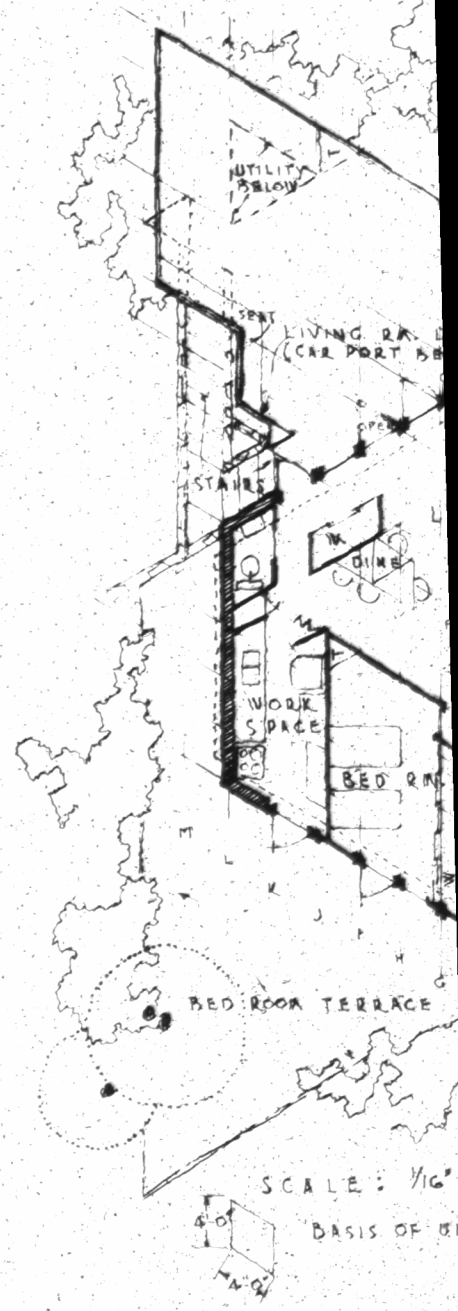 UTILITY
BELOW
SEAT
LIVING RM. L
(CAR PORT BE
OPEN
STAIRS
L
W
DINE
WORK
SPACE
BED RM
M
L
K
J
I
H
G
BED ROOM TERRACE
SCALE: 1/16"
4'-0"
BASIS OF
4'-0"